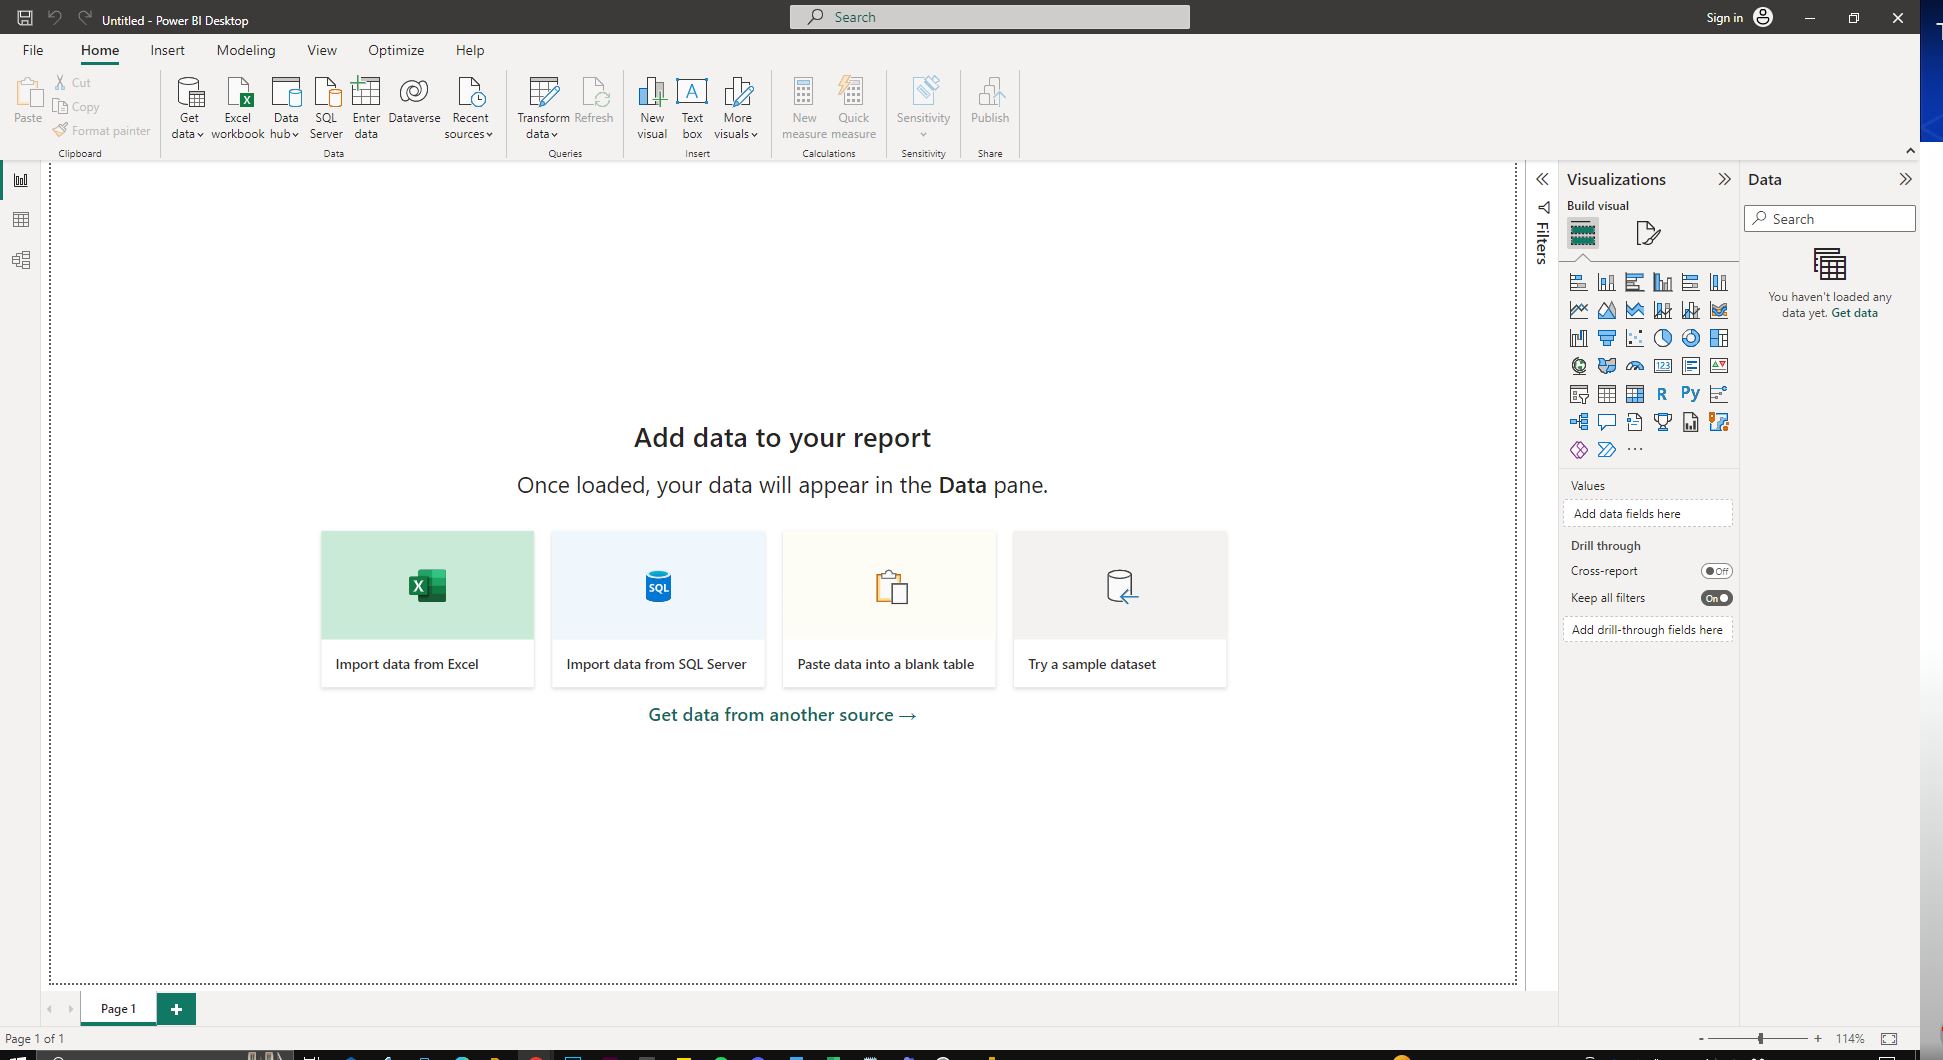 Untitled - Power BI Desktop
Search
Sign in
File Home Insert Modeling View Optimize Help
Paste
Cut
Copy
Format painter
Clipboard
Get data
Excel workbook
Data hub
SQL Server
Enter data
Dataverse
Recent sources
Data
Transform data
Refresh
Queries
New visual
Text box
More visuals
Insert
New measure
Quick measure
Calculations
Sensitivity
Sensitivity
Publish
Share
Add data to your report
Once loaded, your data will appear in the Data pane.
SQL
Import data from Excel
Import data from SQL Server
Paste data into a blank table
Try a sample dataset
Get data from another source →
Filters
Visualizations
Build visual
123
R
Py
Values
Add data fields here
Drill through
Cross-report
Off
Keep all filters
On
Add drill-through fields here
Data
Search
You haven't loaded any
data yet. Get data
Page 1
Page 1 of 1
114%